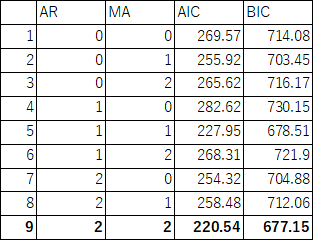 AR MA AIC BIC
1 0 0 269.57 714.08
2 0 1 255.92 703.45
3 0 2 265.62 716.17
4 1 0 282.62 730.15
5 1 1 227.95 678.51
6 1 2 268.31 721.9
7 2 0 254.32 704.88
8 2 1 258.48 712.06
9 2 2 220.54 677.15